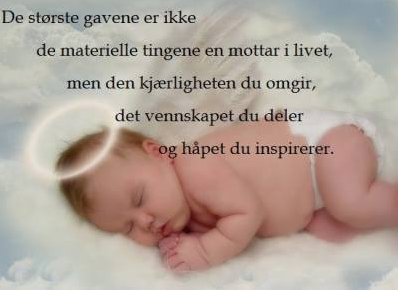 De største gavene er ikke
de materielle tingene en mottar i livet,
men den kjærligheten du omgir,
det vennskapet du deler
og håpet du inspirerer.